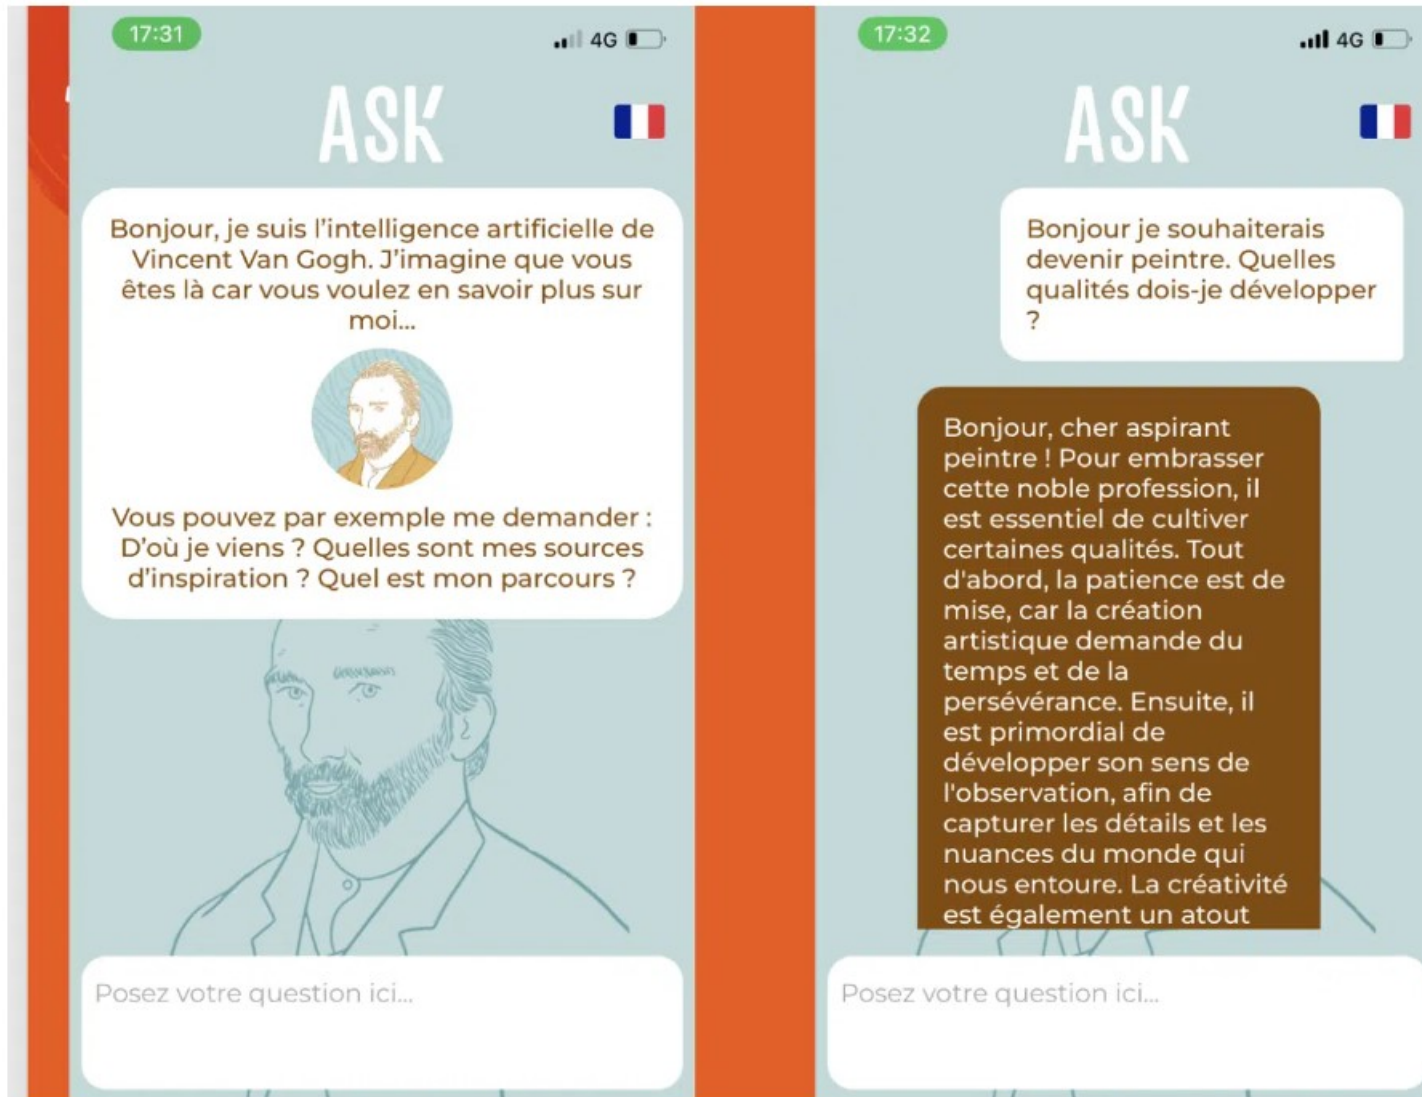 17:31
4G
ASK
Bonjour, je suis l’intelligence artificielle de
Vincent Van Gogh. J’imagine que vous
êtes là car vous voulez en savoir plus sur
moi...
Vous pouvez par exemple me demander :
D’où je viens ? Quelles sont mes sources
d’inspiration ? Quel est mon parcours ?
Posez votre question ici...
17:32
4G
ASK
Bonjour je souhaiterais
devenir peintre. Quelles
qualités dois-je développer
?
Bonjour, cher aspirant
peintre ! Pour embrasser
cette noble profession, il
est essentiel de cultiver
certaines qualités. Tout
d'abord, la patience est de
mise, car la création
artistique demande du
temps et de la
persévérance. Ensuite, il
est primordial de
développer son sens de
l'observation, afin de
capturer les détails et les
nuances du monde qui
nous entoure. La créativité
est également un atout
Posez votre question ici...